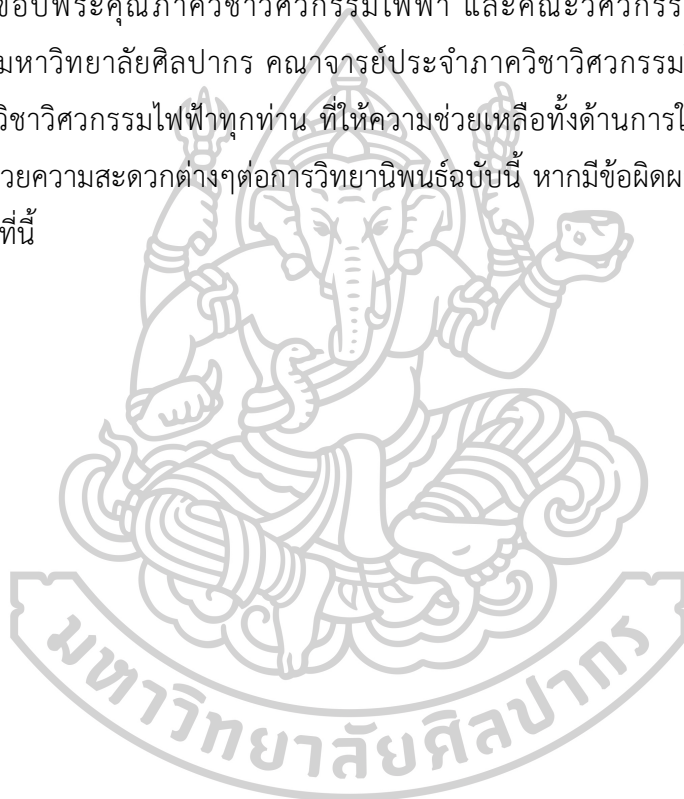 ขอบพระคุณภาควิชาวิศวกรรมไฟฟ้า และคณะวิศวกรร
มหาวิทยาลัยศิลปากร คณาจารย์ประจำภาควิชาวิศวกรรม
วิชาวิศวกรรมไฟฟ้าทุกท่าน ที่ให้ความช่วยเหลือทั้งด้านการใ
วยความสะดวกต่างๆต่อการวิทยานิพนธ์ฉบับนี้ หากมีข้อผิดผ
ที่นี้
มหาวิทยาลัยศิลปากร